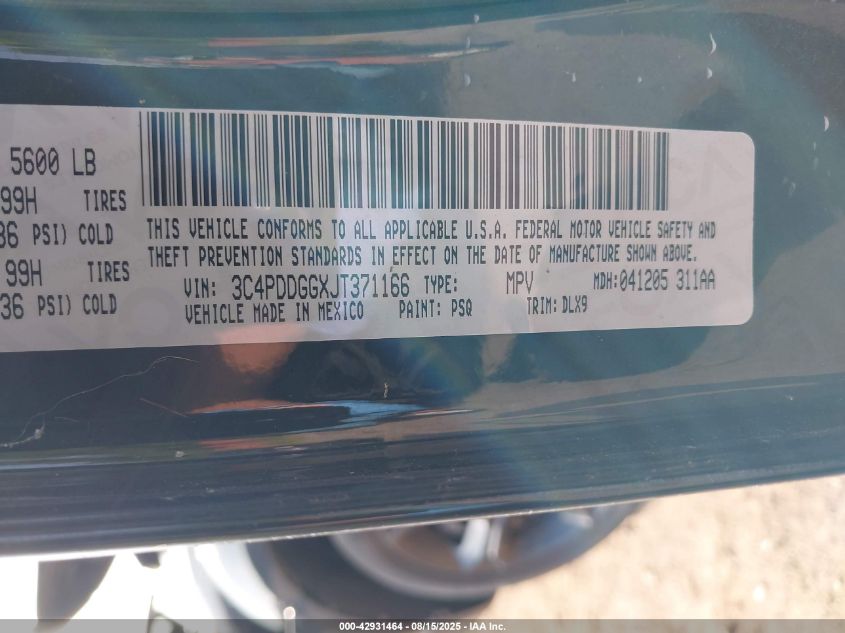 5600 LB
99H TIRES
36 PSI) COLD
99H TIRES
36 PSI) COLD
THIS VEHICLE CONFORMS TO ALL APPLICABLE U.S.A. FEDERAL MOTOR VEHICLE SAFETY AND
THEFT PREVENTION STANDARDS IN EFFECT ON THE DATE OF MANUFACTURE SHOWN ABOVE.
VIN: 3C4PDDGGXJT371166 TYPE: MPV MDH: 041205 311AA
VEHICLE MADE IN MEXICO PAINT: PSQ TRIM: DLX9
000-42931464 - 08/15/2025 - IAA Inc.